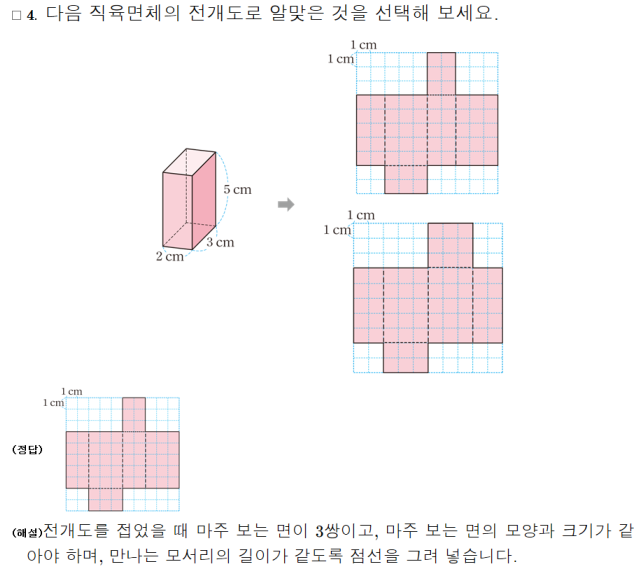 □ 4. 다음 직육면체의 전개도로 알맞은 것을 선택해 보세요.
1 cm
1 cm
5 cm
3 cm
2 cm
1 cm
1 cm
1 cm
1 cm
(정답)
(해설)전개도를 접었을 때 마주 보는 면이 3쌍이고, 마주 보는 면의 모양과 크기가 같
아야 하며, 만나는 모서리의 길이가 같도록 점선을 그려 넣습니다.